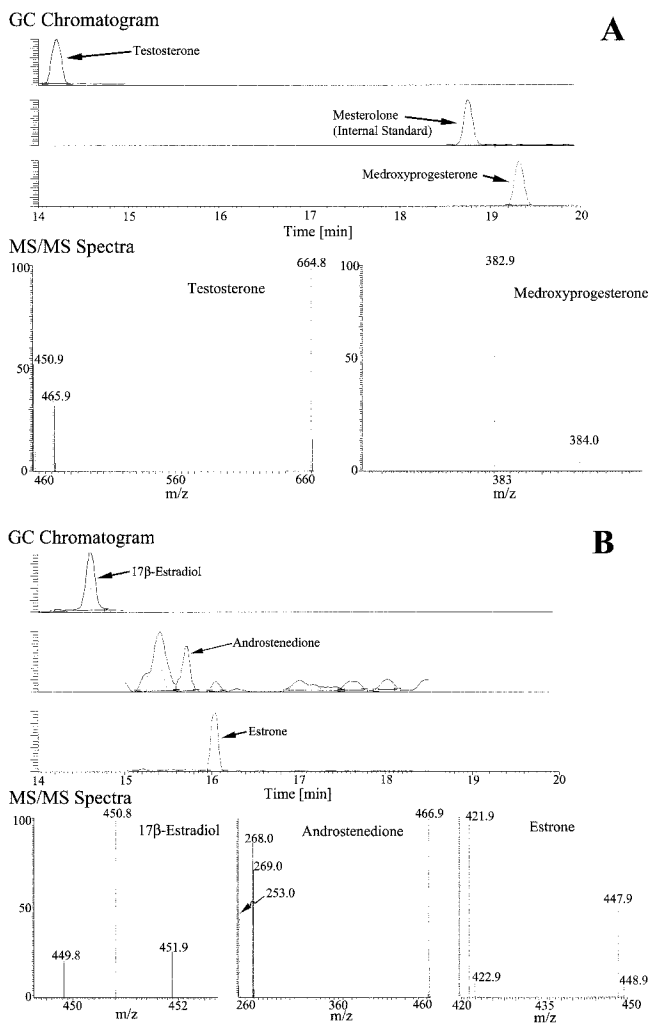 GC Chromatogram
A
Testosterone
Mesterolone
(Internal Standard)
Medroxyprogesterone
14 15 16 17 18 19 20
Time [min]
MS/MS Spectra
100 50 0
Testosterone
664.8
450.9
465.9
460 560 660
m/z
100 50 0
382.9
Medroxyprogesterone
384.0
383
m/z
GC Chromatogram
B
17β-Estradiol
Androstenedione
Estrone
14 15 16 17 18 19 20
Time [min]
MS/MS Spectra
100 50 0
450.8
17β-Estradiol
449.8
451.9
450 452
m/z
268.0
Androstenedione
466.9
269.0
253.0
260 360 460
m/z
421.9
Estrone
447.9
422.9
448.9
420 435 450
m/z